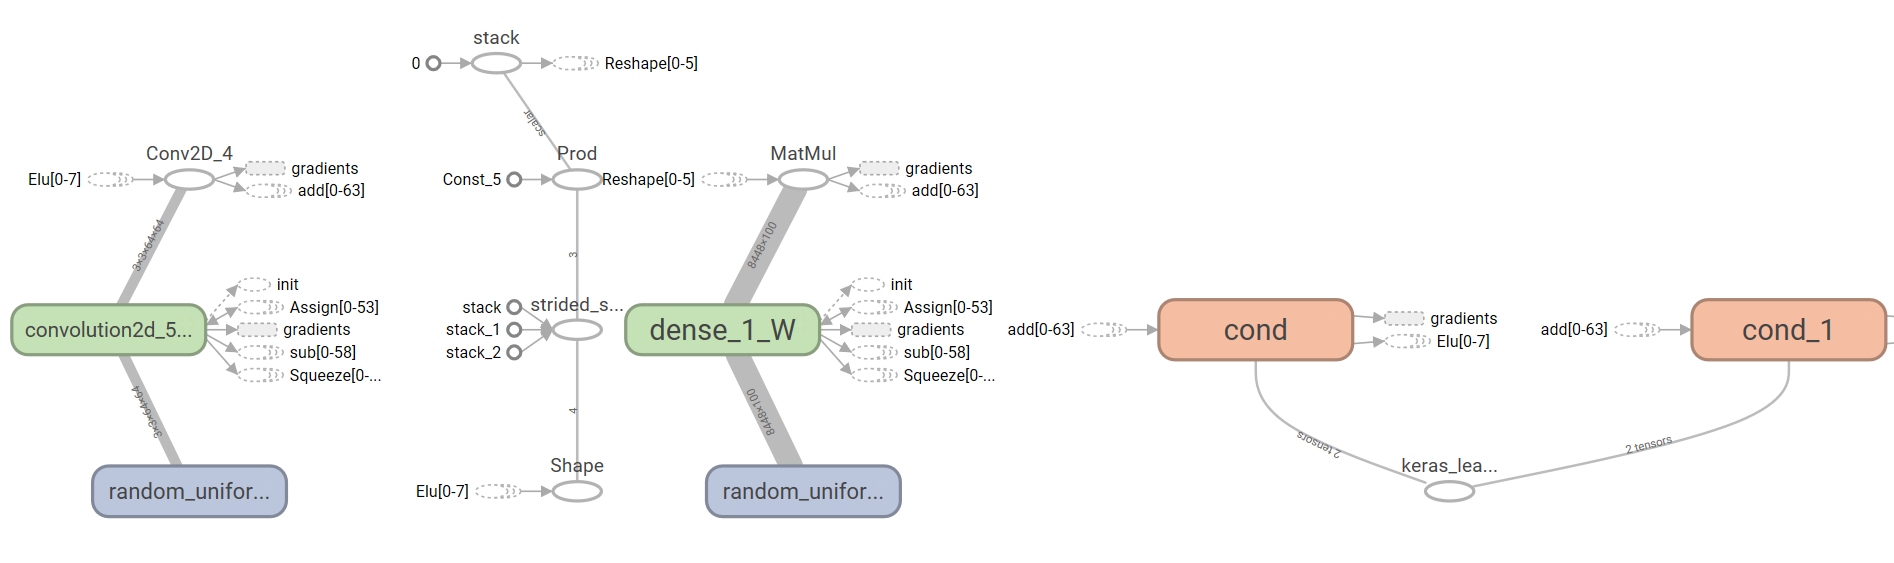 stack
0
Reshape[0-5]
scalar
Conv2D_4
Elu[0-7]
gradients
add[0-63]
3×3×64×64
convolution2d_5...
init
Assign[0-53]
gradients
sub[0-58]
Squeeze[0-...
3×3×64×64
random_unifor...
Prod
Const_5
3
strided_s...
stack
stack_1
stack_2
4
Shape
Elu[0-7]
MatMul
Reshape[0-5]
gradients
add[0-63]
8448×100
dense_1_W
init
Assign[0-53]
gradients
sub[0-58]
Squeeze[0-...
8448×100
random_unifor...
add[0-63]
cond
gradients
Elu[0-7]
2 tensors
add[0-63]
cond_1
2 tensors
keras_lea...